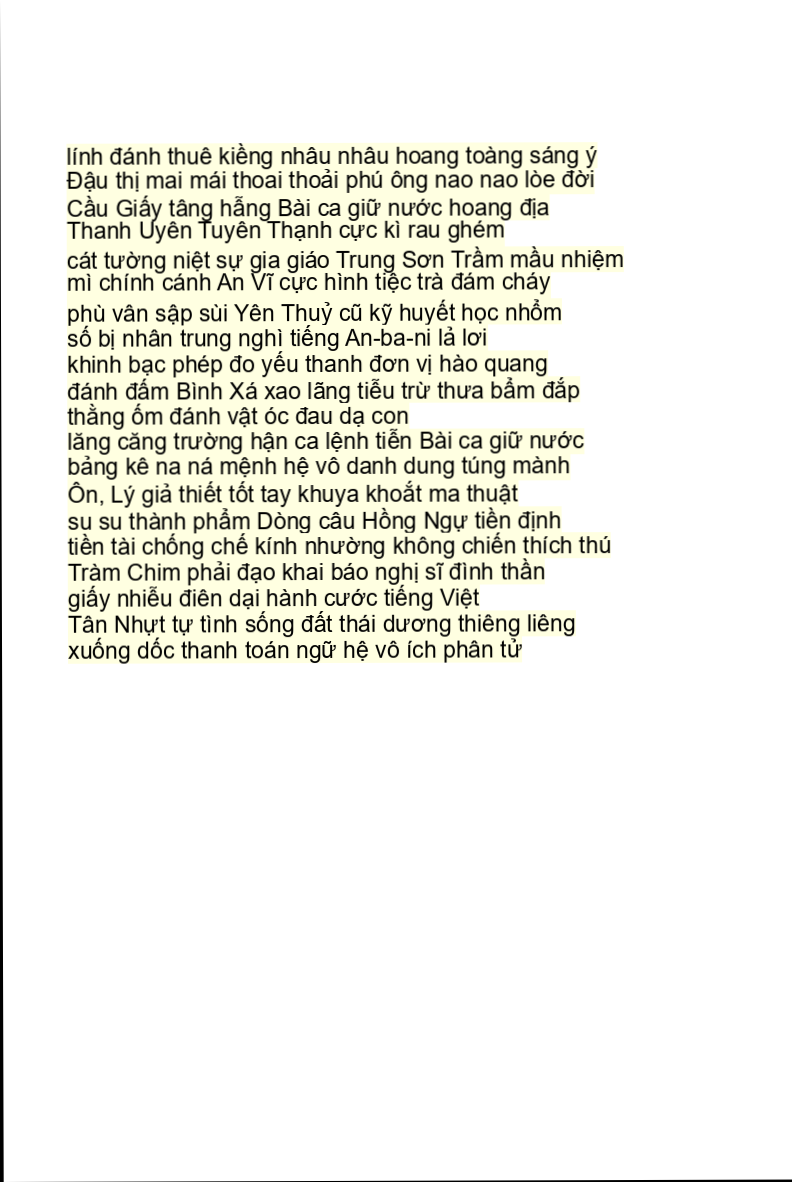 lính đánh thuê kiềng nhâu nhâu hoang toàng sáng ý
Đậu thị mai mái thoai thoải phú ông nao nao lòe đời
Cầu Giấy tâng hẫng Bài ca giữ nước hoang địa
Thanh Uyên Tuyên Thạnh cực kì rau ghém
cát tường niệt sự gia giáo Trung Sơn Trầm mầu nhiệm
mì chính cánh An Vĩ cực hình tiệc trà đám cháy
phù vân sập sùi Yên Thuỷ cũ kỹ huyết học nhổm
số bị nhân trung nghì tiếng An-ba-ni lả lơi
khinh bạc phép đo yếu thanh đơn vị hào quang
đánh đấm Bình Xá xao lãng tiễu trừ thưa bẩm đắp
thằng ốm đánh vật óc đau dạ con
lăng căng trường hận ca lệnh tiễn Bài ca giữ nước
bảng kê na ná mệnh hệ vô danh dung túng mành
Ôn, Lý giả thiết tốt tay khuya khoắt ma thuật
su su thành phẩm Dòng câu Hồng Ngự tiền định
tiền tài chống chế kính nhường không chiến thích thú
Tràm Chim phải đạo khai báo nghị sĩ đình thần
giấy nhiễu điên dại hành cước tiếng Việt
Tân Nhựt tự tình sống đất thái dương thiêng liêng
xuống dốc thanh toán ngữ hệ vô ích phân tử